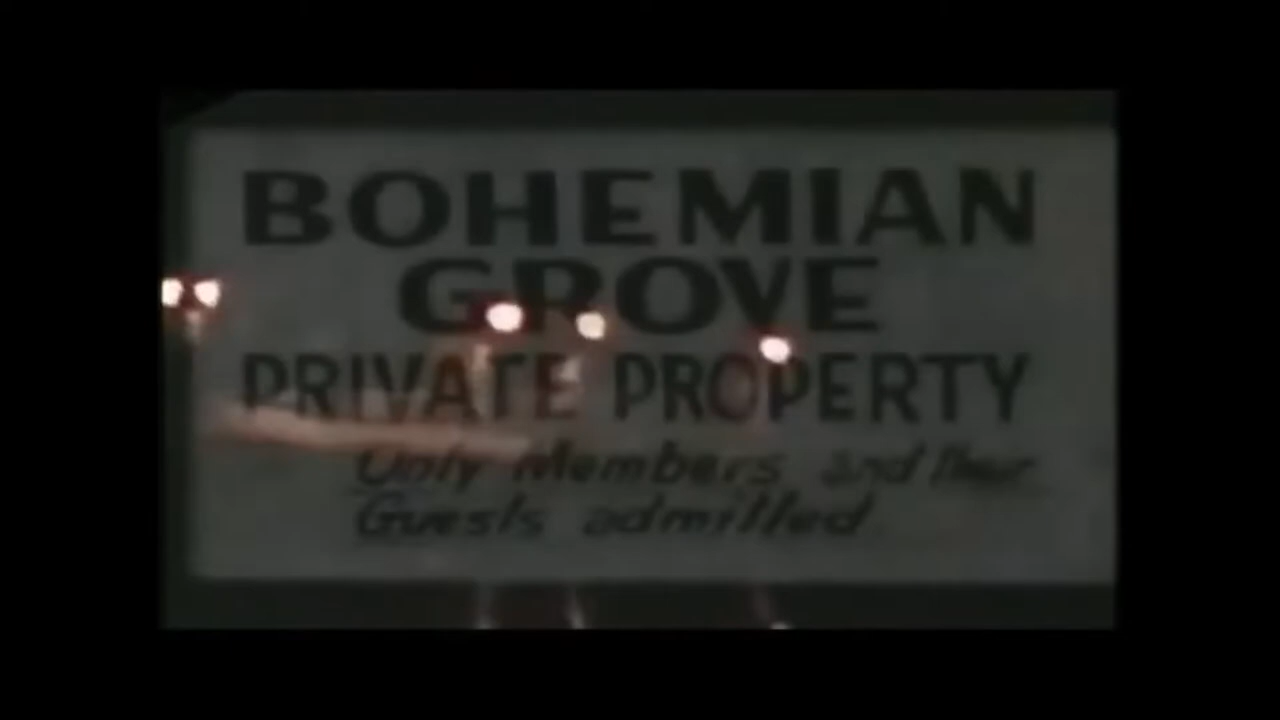 BOHEMIAN
GROVE
PRIVATE PROPERTY
Only Members and Their
Guests admitted